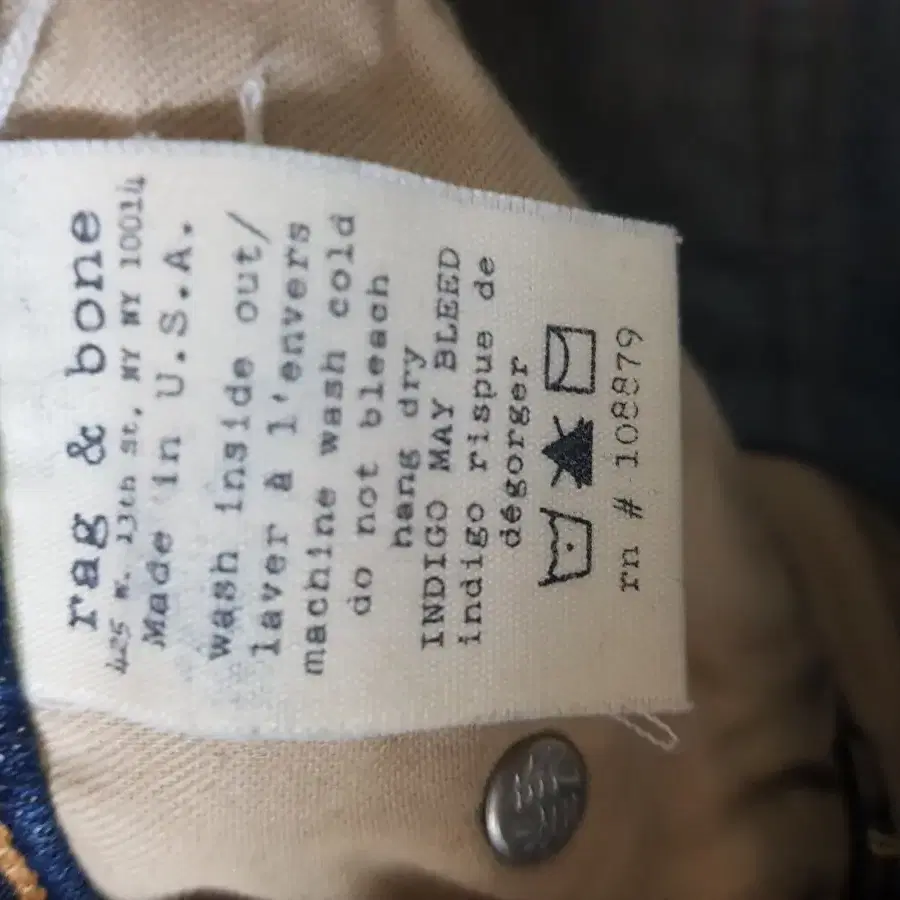 rag & bone
425 W. 13th St, NY NY 10014
Made in U.S.A.
wash inside out/
laver à l'envers
machine wash cold
do not bleach
hang dry
INDIGO MAY BLEED
indigo rispue de
dégorger
rn # 108879